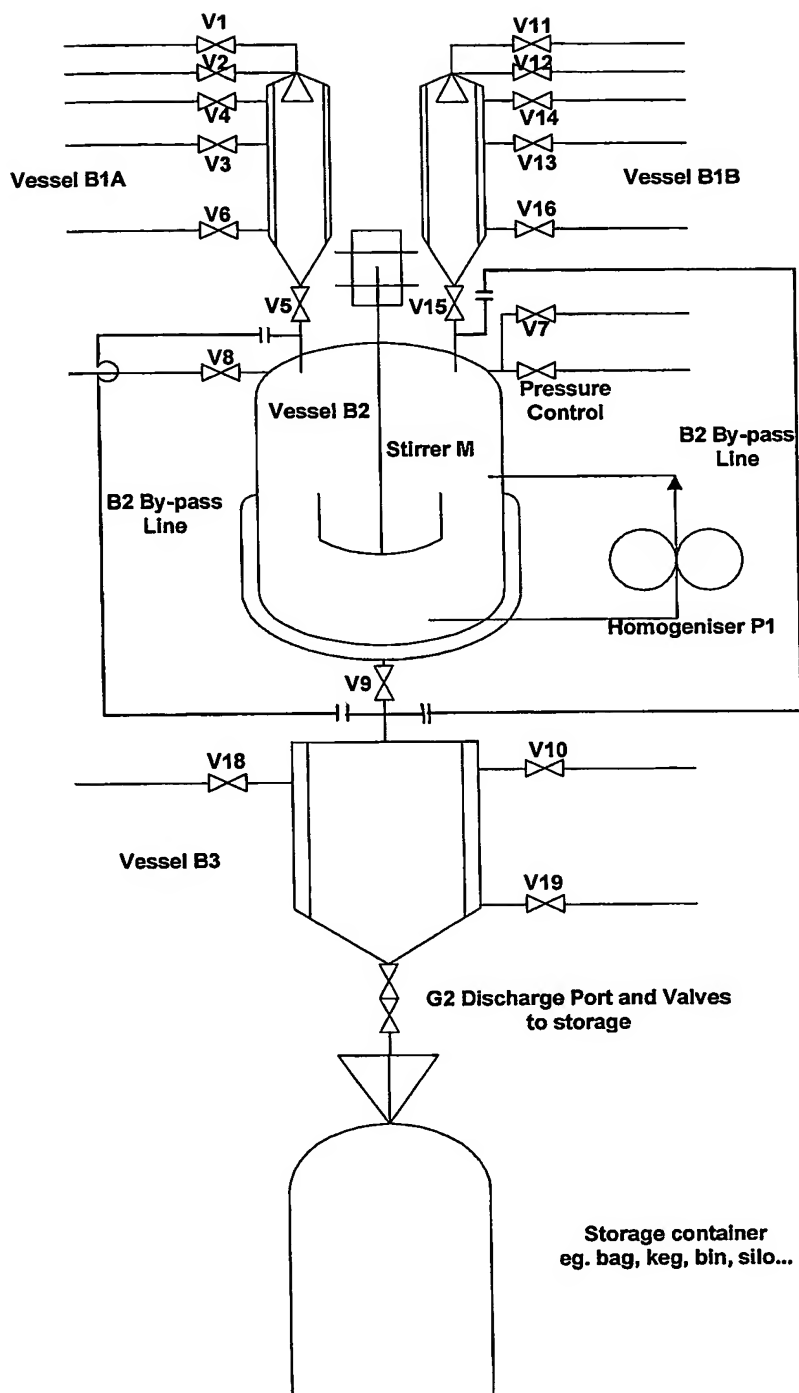 V1
V11
V2
V12
V4
V14
V3
V13
Vessel B1A
Vessel B1B
V6
V16
V5
V15
V7
V8
Pressure
Control
Vessel B2
B2 By-pass
Line
Stirrer M
B2 By-pass
Line
Homogeniser P1
V9
V18
V10
Vessel B3
V19
G2 Discharge Port and Valves
to storage
Storage container
eg. bag, keg, bin, silo...